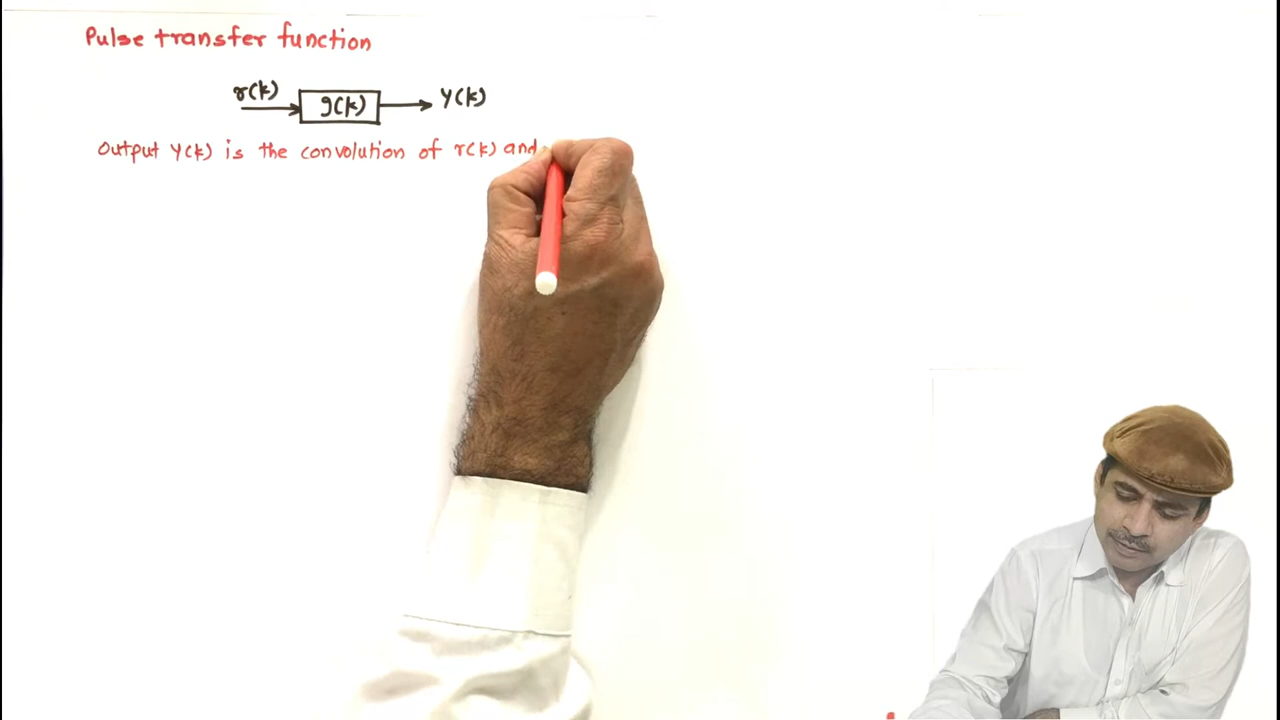 Pulse transfer function
r(k) g(k) y(k)
Output y(k) is the convolution of r(k) and